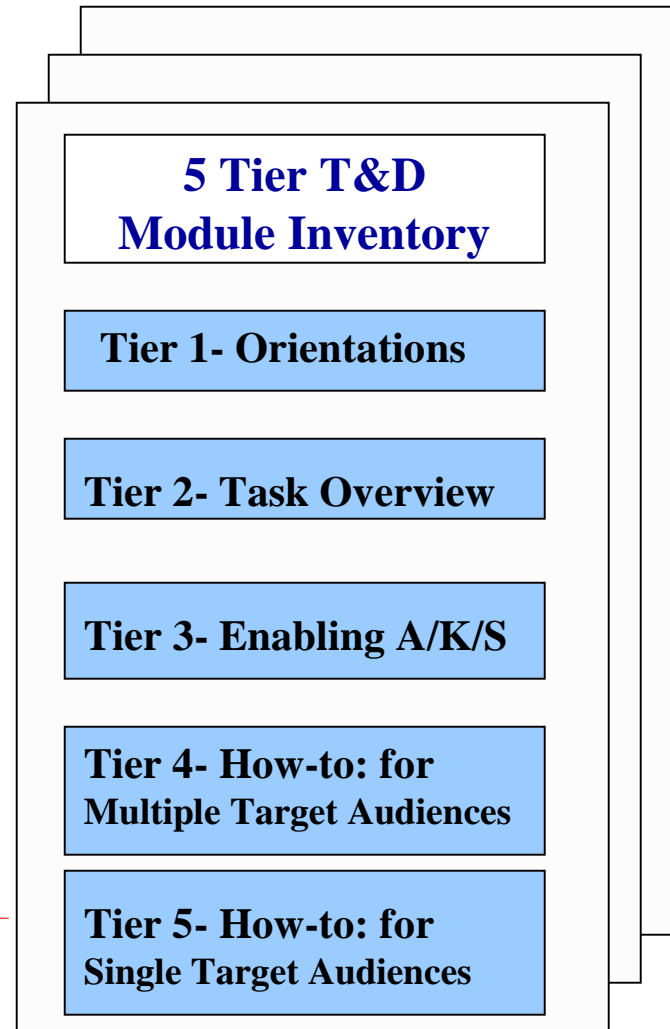 5 Tier T&D
Module Inventory
Tier 1- Orientations
Tier 2- Task Overview
Tier 3- Enabling A/K/S
Tier 4- How-to: for
Multiple Target Audiences
Tier 5- How-to: for
Single Target Audiences